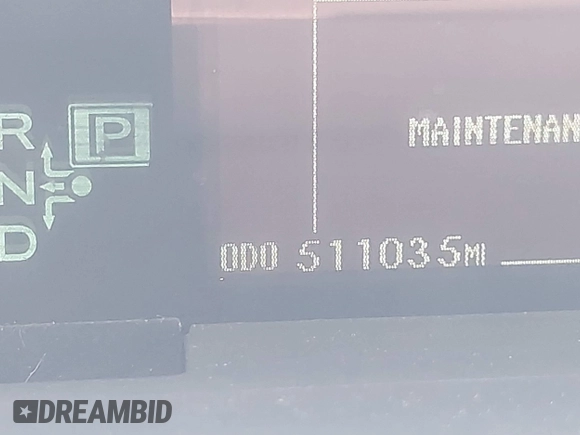 R P
N
D
MAINTENAN
ODO 511035MI
DREAMBID